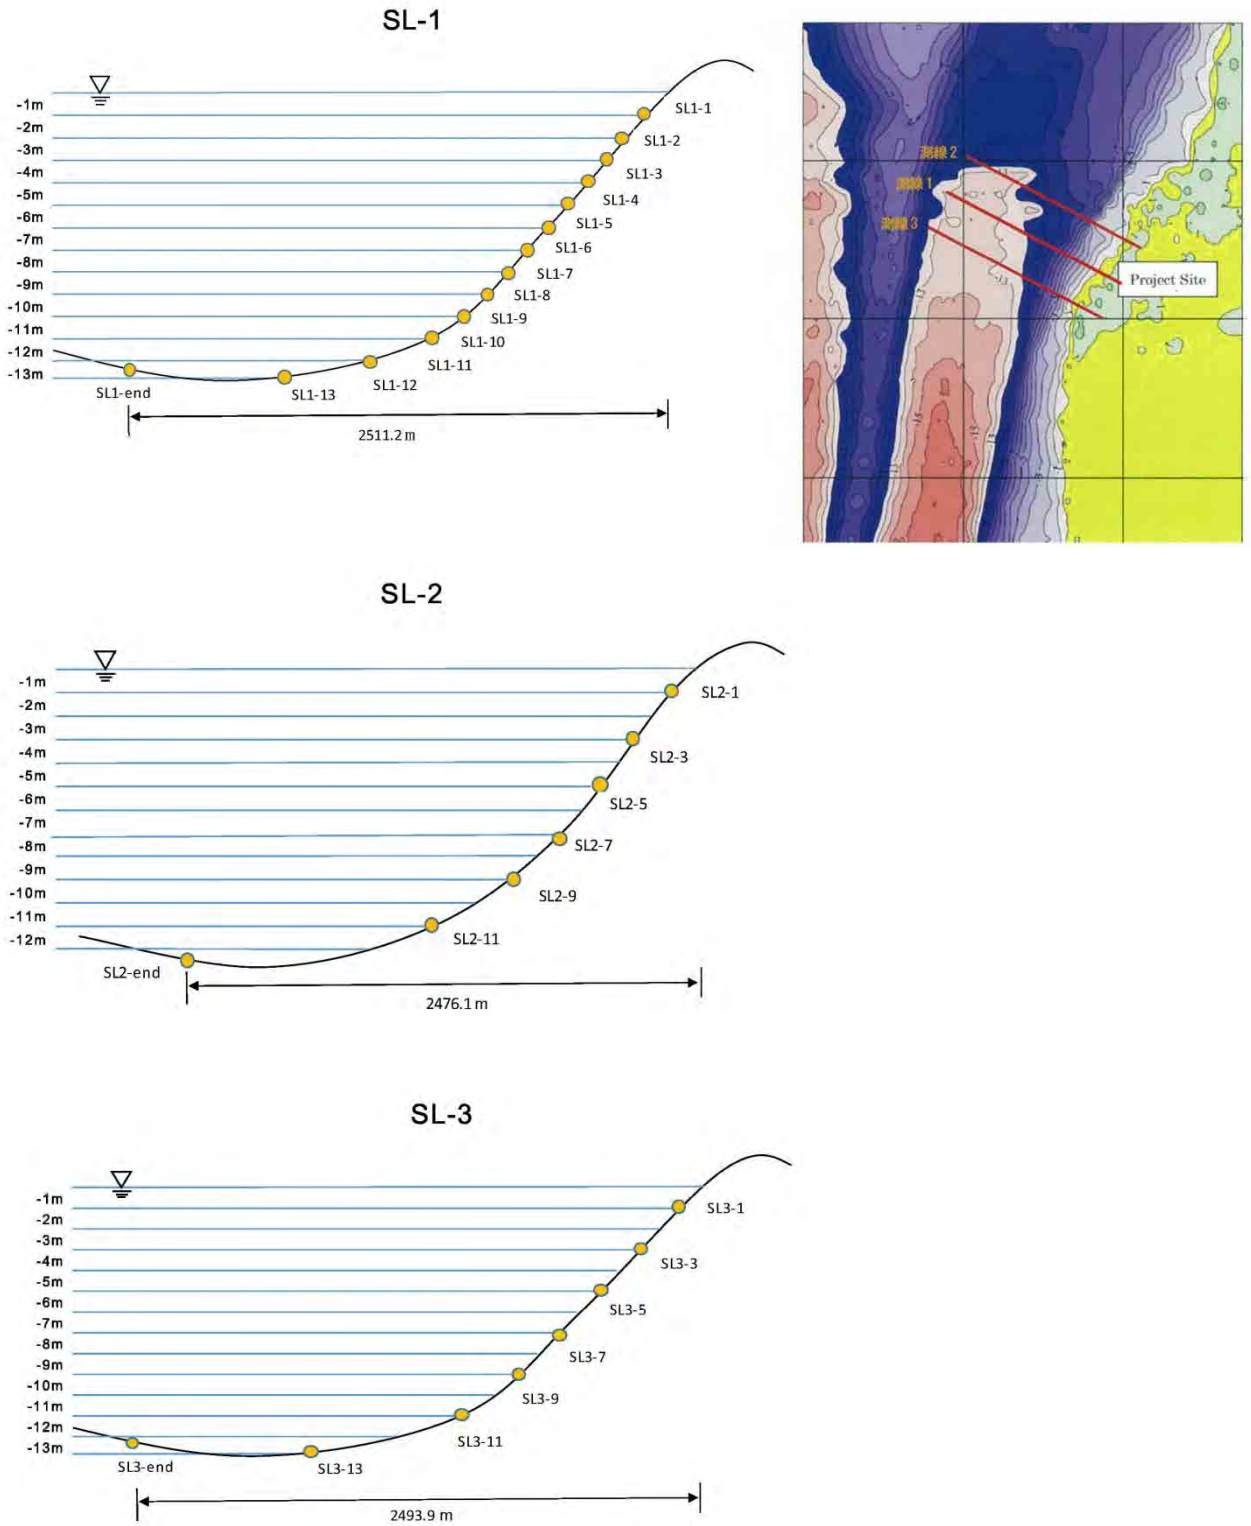 SL-1
-1m
-2m
-3m
-4m
-5m
-6m
-7m
-8m
-9m
-10m
-11m
-12m
-13m
SL1-1
SL1-2
SL1-3
SL1-4
SL1-5
SL1-6
SL1-7
SL1-8
SL1-9
SL1-10
SL1-11
SL1-12
SL1-13
SL1-end
2511.2 m
測線 2
測線 1
測線 3
Project Site
SL-2
-1m
-2m
-3m
-4m
-5m
-6m
-7m
-8m
-9m
-10m
-11m
-12m
SL2-1
SL2-3
SL2-5
SL2-7
SL2-9
SL2-11
SL2-end
2476.1 m
SL-3
-1m
-2m
-3m
-4m
-5m
-6m
-7m
-8m
-9m
-10m
-11m
-12m
-13m
SL3-1
SL3-3
SL3-5
SL3-7
SL3-9
SL3-11
SL3-13
SL3-end
2493.9 m